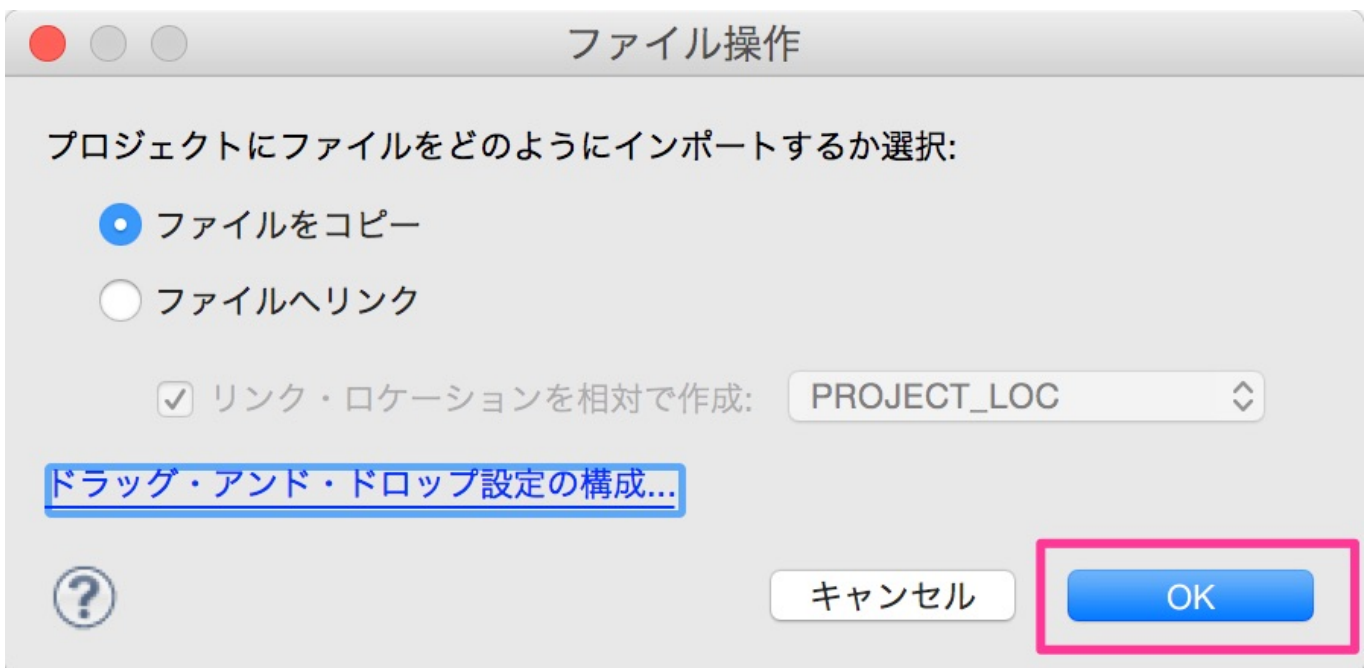 ファイル操作
プロジェクトにファイルをどのようにインポートするか選択:
ファイルをコピー
ファイルへリンク
リンク・ロケーションを相対で作成: PROJECT_LOC
ドラッグ・アンド・ドロップ設定の構成...
? キャンセル OK